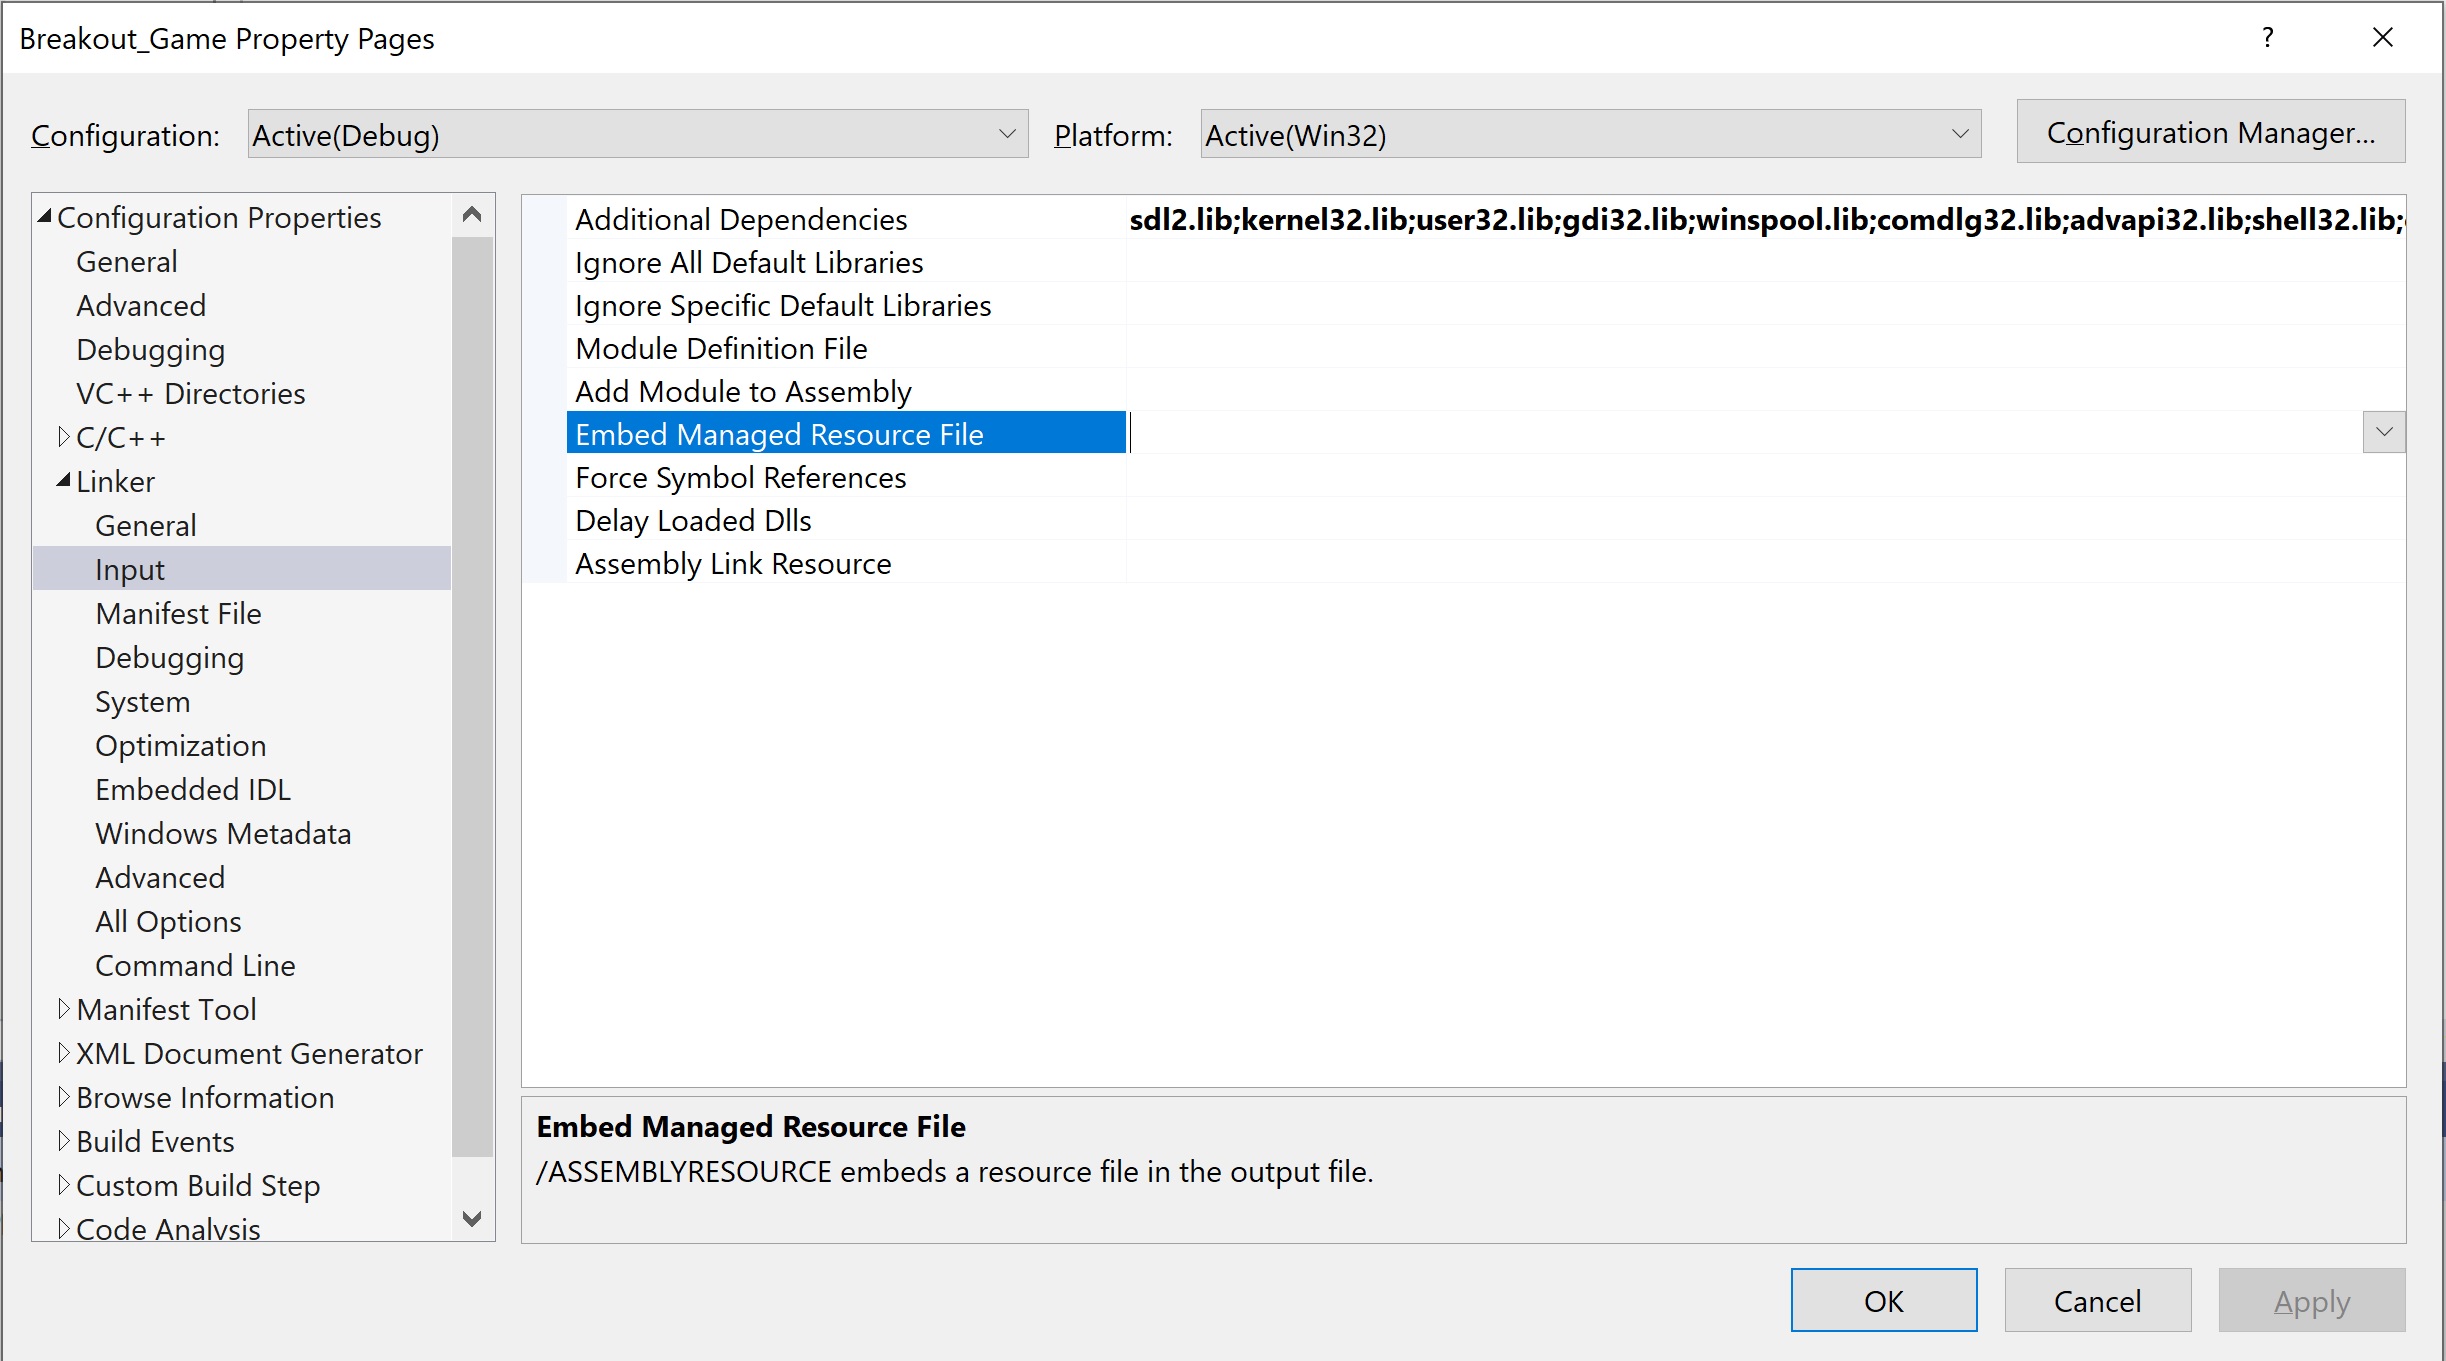 Breakout_Game Property Pages ?
Configuration: Active(Debug) Platform: Active(Win32) Configuration Manager...
Configuration Properties
General
Advanced
Debugging
VC++ Directories
C/C++
Linker
General
Input
Manifest File
Debugging
System
Optimization
Embedded IDL
Windows Metadata
Advanced
All Options
Command Line
Manifest Tool
XML Document Generator
Browse Information
Build Events
Custom Build Step
Code Analysis
Additional Dependencies sdl2.lib;kernel32.lib;user32.lib;gdi32.lib;winspool.lib;comdlg32.lib;advapi32.lib;shell32.lib;
Ignore All Default Libraries
Ignore Specific Default Libraries
Module Definition File
Add Module to Assembly
Embed Managed Resource File
Force Symbol References
Delay Loaded Dlls
Assembly Link Resource
Embed Managed Resource File
/ASSEMBLYRESOURCE embeds a resource file in the output file.
OK Cancel Apply